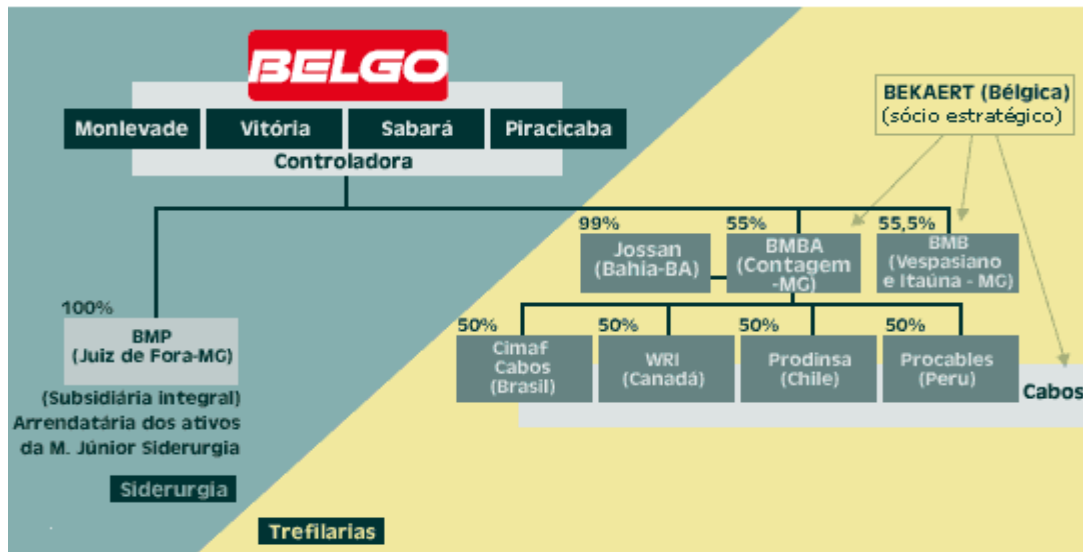 BELGO
Monlevade
Vitória
Sabará
Piracicaba
Controladora
BEKAERT (Bélgica)
(sócio estratégico)
99%
Jossan
(Bahia-BA)
55%
BMBA
(Contagem
-MG)
55,5%
BMB
(Vespasiano
e Itaúna - MG)
100%
BMP
(Juiz de Fora-MG)
(Subsidiária integral)
Arrendatária dos ativos
da M. Júnior Siderurgia
50%
Cimaf
Cabos
(Brasil)
50%
WRI
(Canadá)
50%
Prodinsa
(Chile)
50%
Procables
(Peru)
Cabos
Siderurgia
Trefilarias